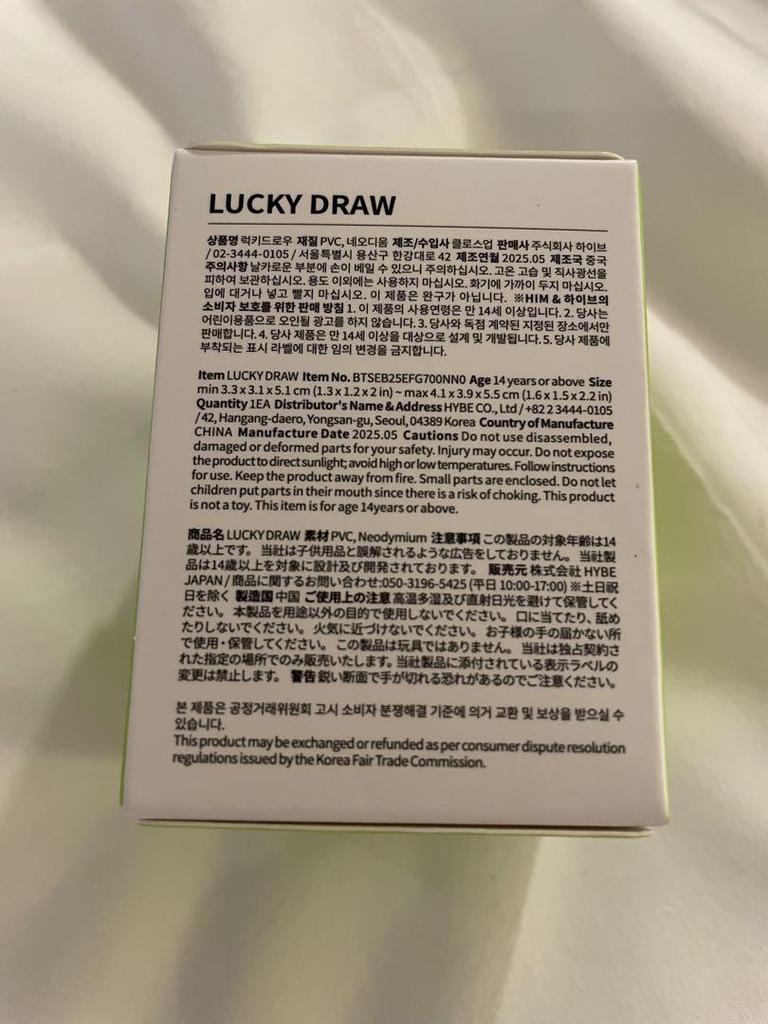 LUCKY DRAW
상품명 럭키드로우 재질 PVC, 네오디움 제조/수입사 클로스업 판매사 주식회사 하이브
/ 02-3444-0105 / 서울특별시 용산구 한강대로 42 제조연월 2025.05 제조국 중국
주의사항 날카로운 부분에 손이 베일 수 있으니 주의하십시오. 고온 고습 및 직사광선을
피하여 보관하십시오. 용도 이외에는 사용하지 마십시오. 화기에 가까이 두지 마십시오.
입에 대거나 넣고 빨지 마십시오. 이 제품은 완구가 아닙니다. ※HIM & 하이브의
소비자 보호를 위한 판매 방침 1. 이 제품의 사용연령은 만 14세 이상입니다. 2. 당사는
어린이용품으로 오인될 광고를 하지 않습니다. 3. 당사와 독점 계약된 지정된 장소에서만
판매합니다. 4. 당사 제품은 만 14세 이상을 대상으로 설계 및 개발됩니다. 5. 당사 제품에
부착되는 표시 라벨에 대한 임의 변경을 금지합니다.
Item LUCKY DRAW Item No. BTSEB25EFG700NN0 Age 14 years or above Size
min 3.3 x 3.1 x 5.1 cm (1.3 x 1.2 x 2 in) ~ max 4.1 x 3.9 x 5.5 cm (1.6 x 1.5 x 2.2 in)
Quantity 1EA Distributor's Name & Address HYBE CO., Ltd / +82 2 3444-0105
/ 42, Hangang-daero, Yongsan-gu, Seoul, 04389 Korea Country of Manufacture
CHINA Manufacture Date 2025.05 Cautions Do not use disassembled,
damaged or deformed parts for your safety. Injury may occur. Do not expose
the product to direct sunlight; avoid high or low temperatures. Follow instructions
for use. Keep the product away from fire. Small parts are enclosed. Do not let
children put parts in their mouth since there is a risk of choking. This product
is not a toy. This item is for age 14years or above.
商品名 LUCKY DRAW 素材 PVC, Neodymium 注意事項 この製品の対象年齢は14
歳以上です。 当社は子供用品と誤解されるような広告をしておりません。 当社製
品は14歳以上を対象に設計及び開発されております。 販売元 株式会社 HYBE
JAPAN / 商品に関するお問い合わせ:050-3196-5425 (平日 10:00-17:00) ※土日祝
日を除く 製造国 中国 ご使用上の注意 高温多湿及び直射日光を避けて保管してく
ださい。 本製品を用途以外の目的で使用しないでください。 口に当てたり、舐め
たりしないでください。 火気に近づけないでください。 お子様の手の届かない所
で使用・保管してください。 この製品は玩具ではありません。 当社は独占契約さ
れた指定の場所でのみ販売いたします。当社製品に添付されている表示ラベルの
変更は禁止します。 警告 鋭い断面で手が切れる恐れがあるのでご注意ください。
본 제품은 공정거래위원회 고시 소비자 분쟁해결 기준에 의거 교환 및 보상을 받으실 수
있습니다.
This product may be exchanged or refunded as per consumer dispute resolution
regulations issued by the Korea Fair Trade Commission.